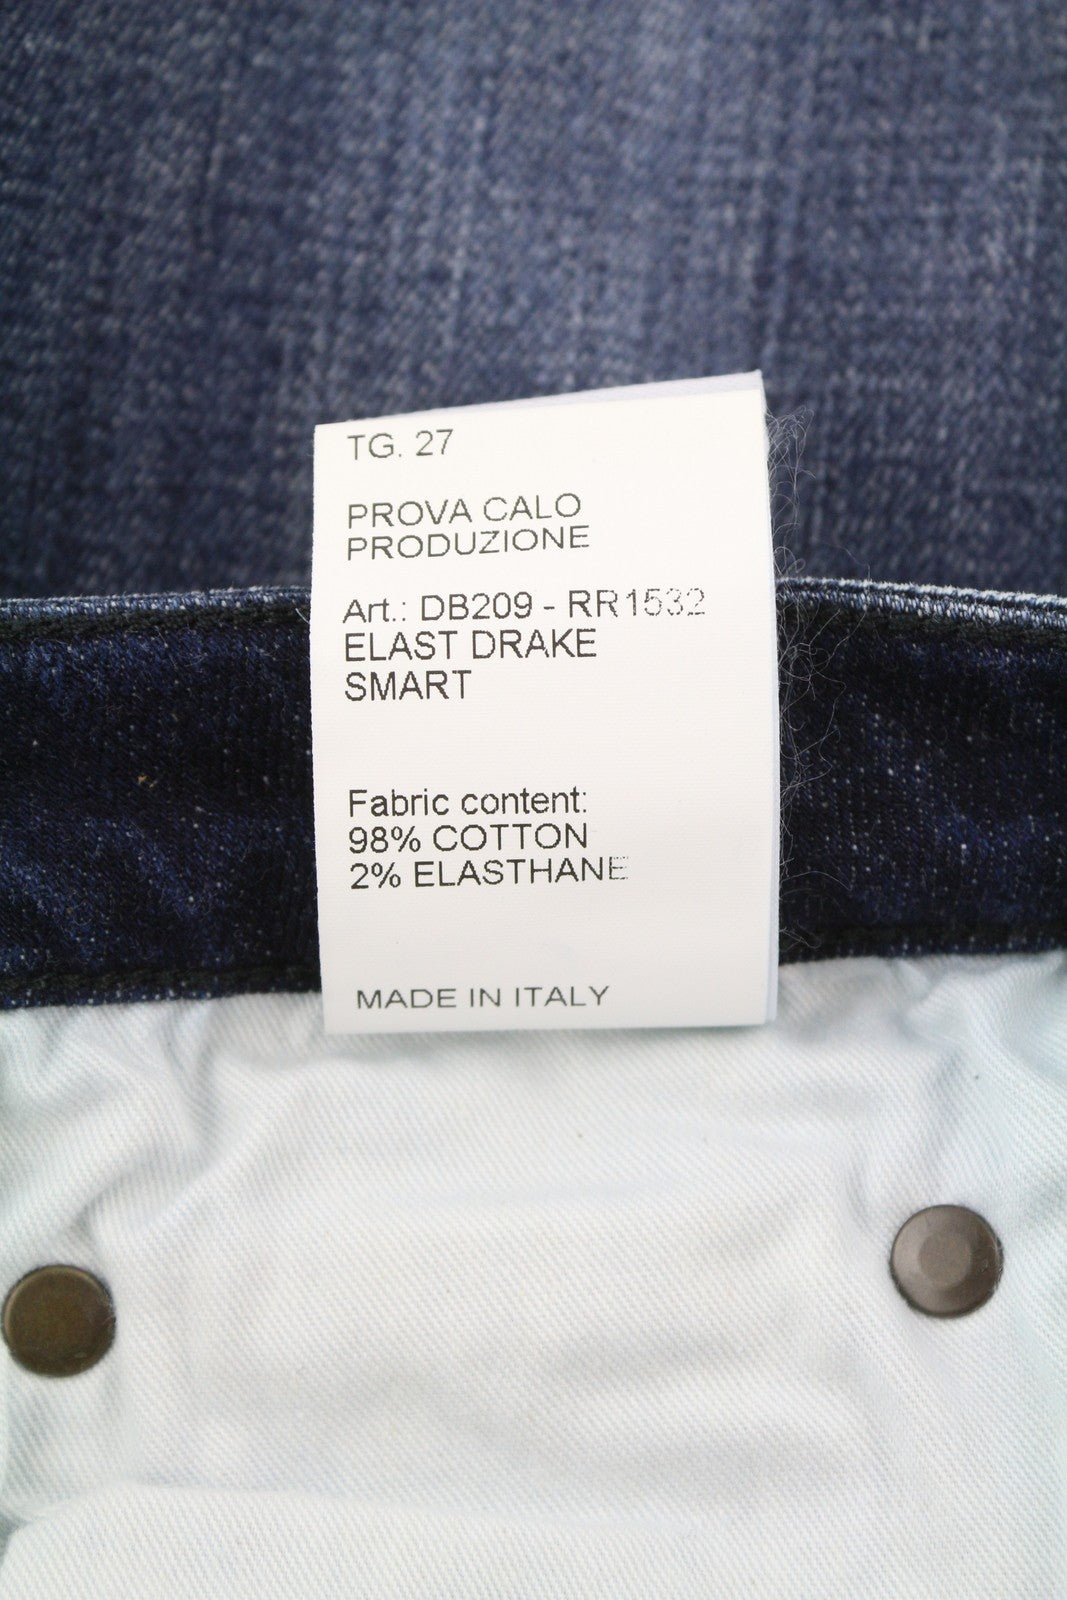 TG. 27
PROVA CALO
PRODUZIONE
Art.: DB209 - RR1532
ELAST DRAKE
SMART
Fabric content:
98% COTTON
2% ELASTHANE
MADE IN ITALY